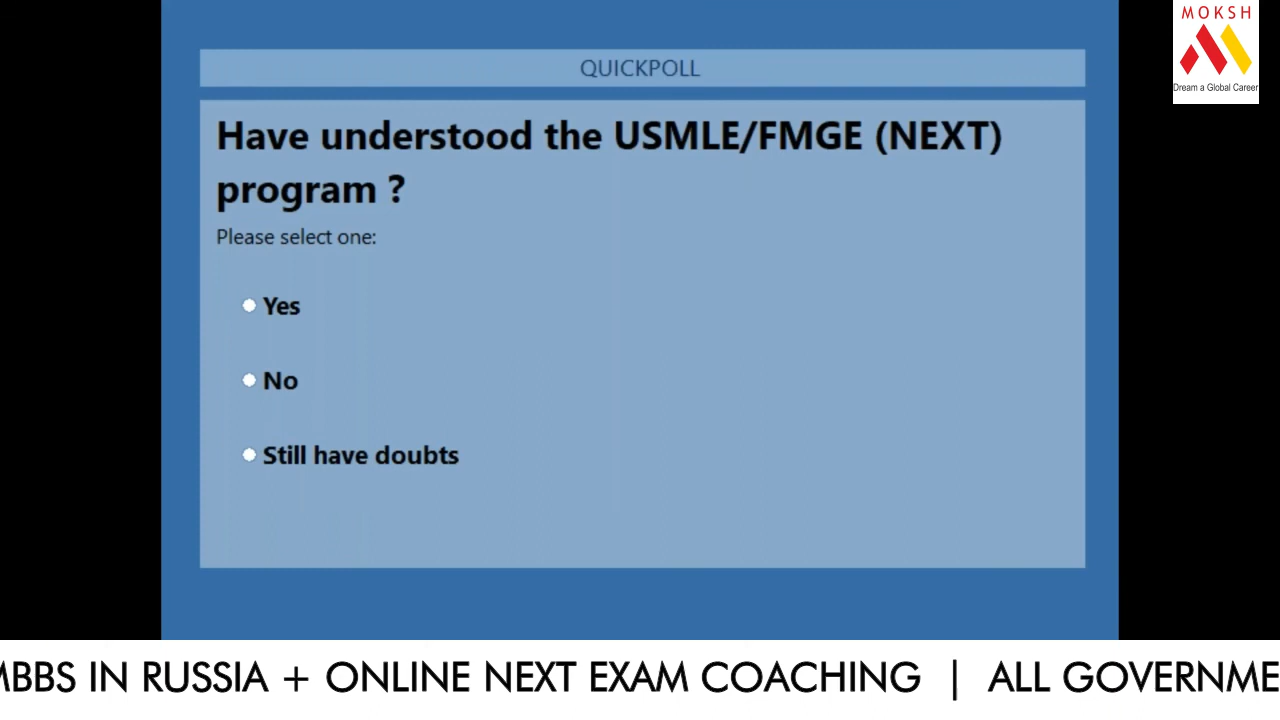 MOKSH
Dream a Global Career
QUICKPOLL
Have understood the USMLE/FMGE (NEXT)
program ?
Please select one:
Yes
No
Still have doubts
MBBS IN RUSSIA + ONLINE NEXT EXAM COACHING | ALL GOVERNME